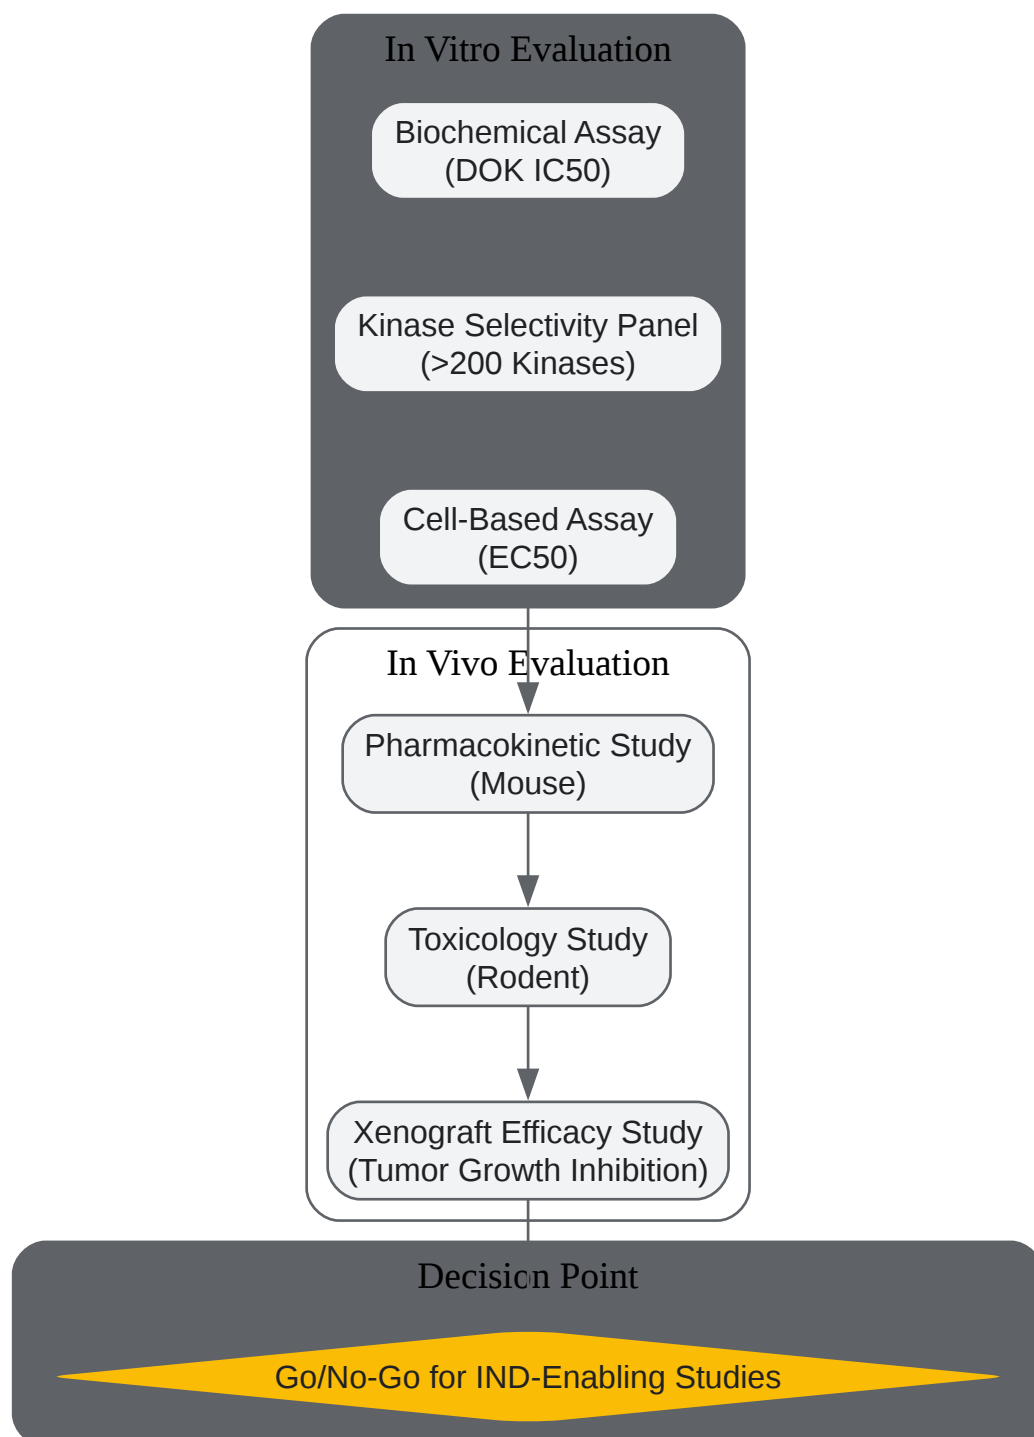 In Vitro Evaluation
Biochemical Assay
(DOK IC50)
Kinase Selectivity Panel
(>200 Kinases)
Cell-Based Assay
(EC50)
In Vivo Evaluation
Pharmacokinetic Study
(Mouse)
Toxicology Study
(Rodent)
Xenograft Efficacy Study
(Tumor Growth Inhibition)
Decision Point
Go/No-Go for IND-Enabling Studies